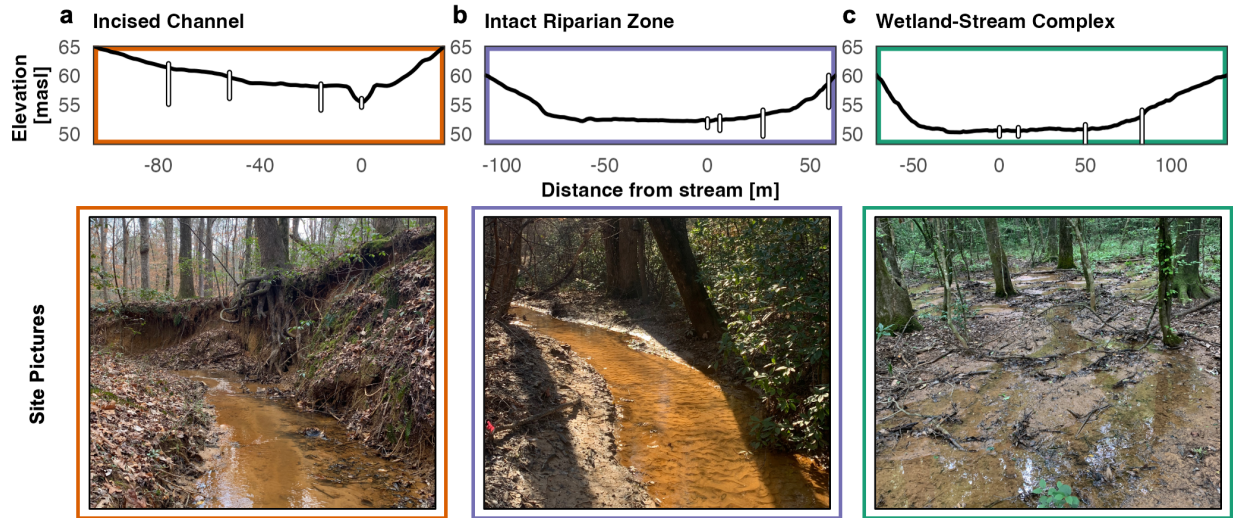 a Incised Channel
b Intact Riparian Zone
c Wetland-Stream Complex
Elevation
[masl]
65
60
55
50
65
60
55
50
65
60
55
50
-80 -40 0
-100 -50 0 50
-50 0 50 100
Distance from stream [m]
Site Pictures